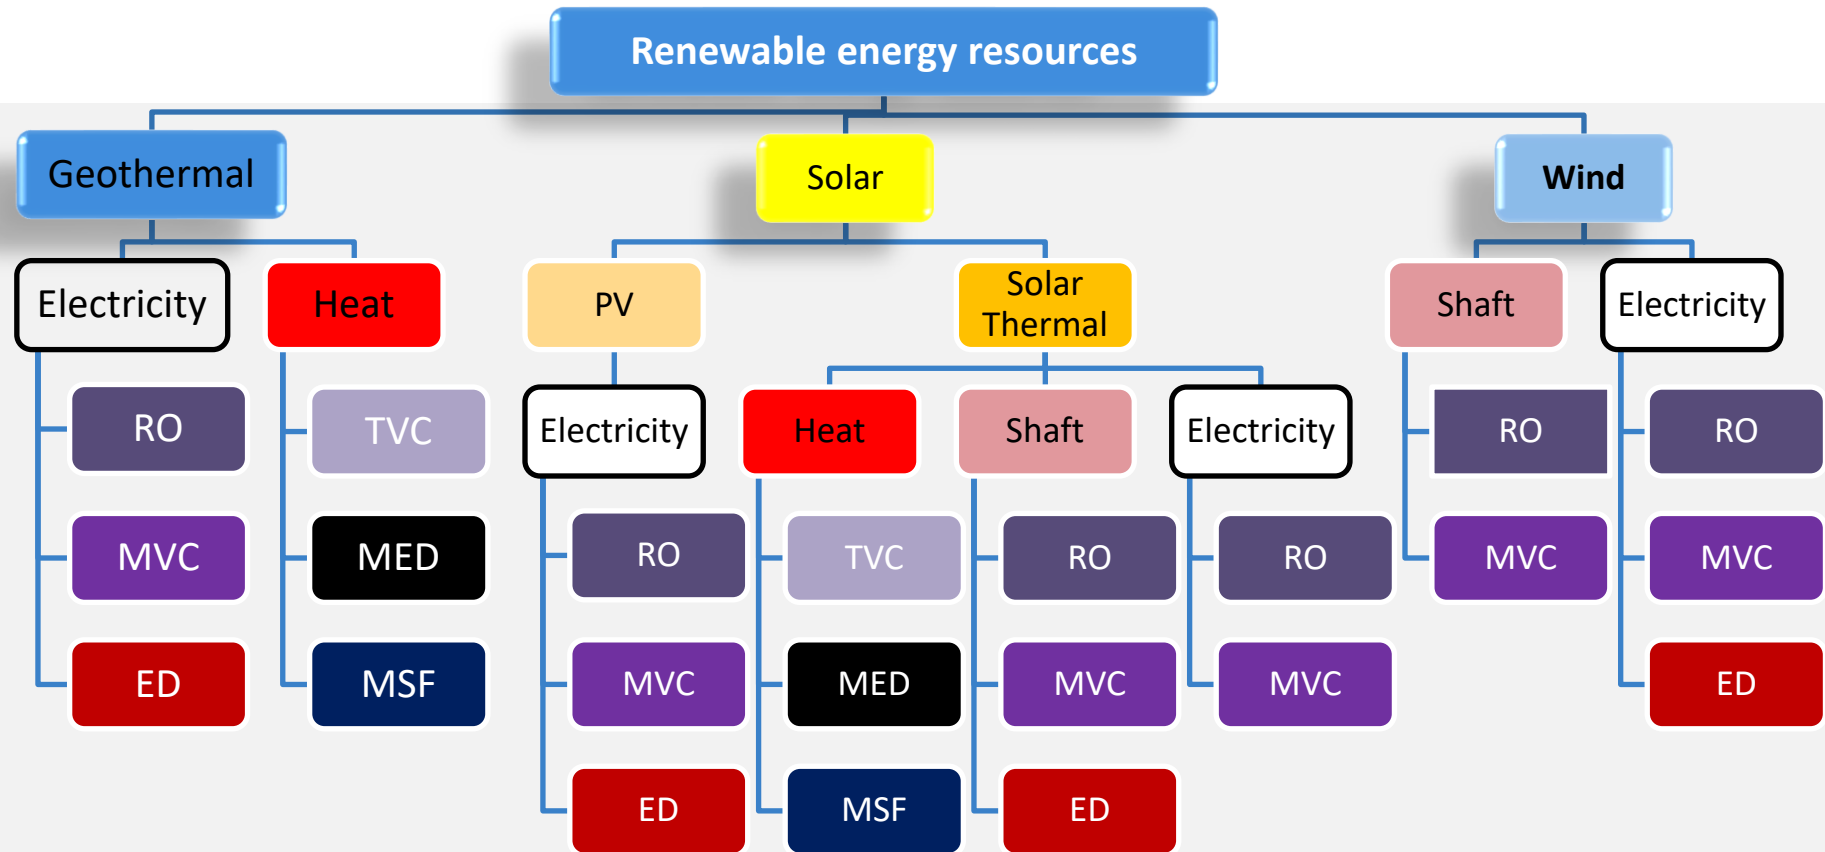 Renewable energy resources
Geothermal
Solar
Wind
Electricity
Heat
PV
Solar
Thermal
Shaft
Electricity
RO
TVC
Electricity
Heat
Shaft
Electricity
RO
RO
MVC
MED
RO
TVC
RO
RO
MVC
MVC
ED
MSF
MVC
MED
MVC
MVC
ED
ED
MSF
ED